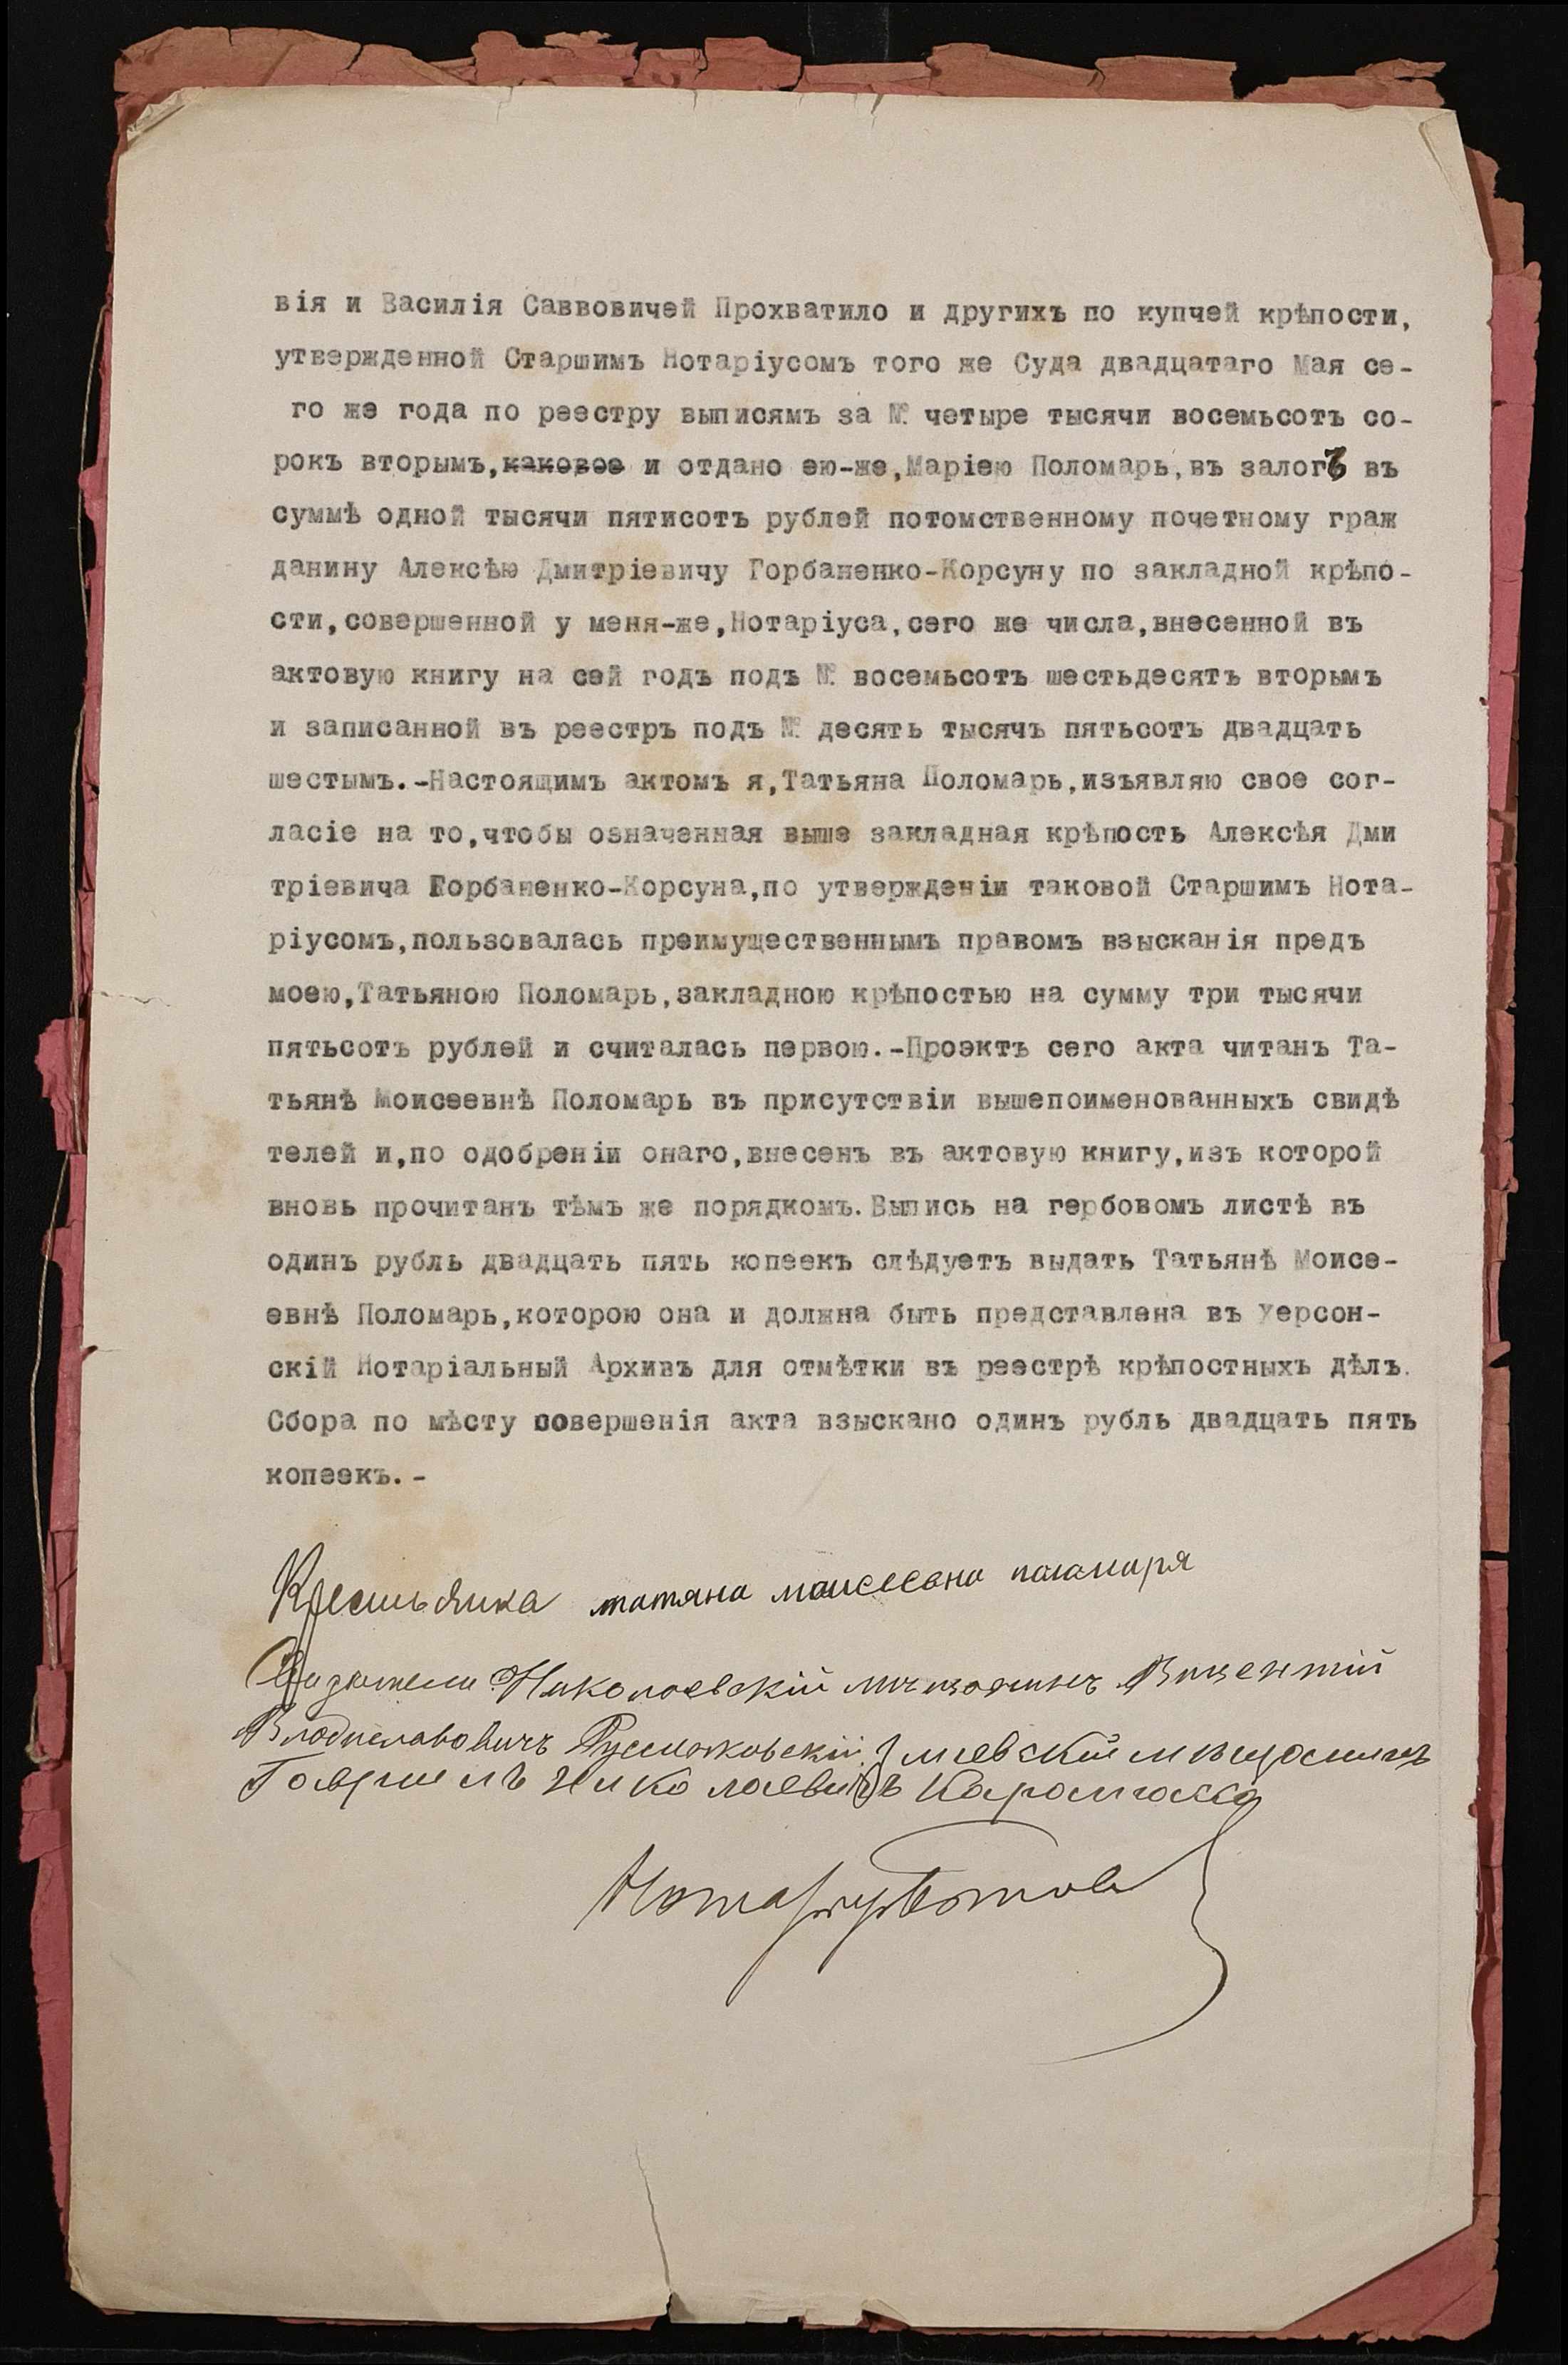 вія и Василія Саввовичей Прохватило и другихъ по купчей крѣпости,
утвержденной Старшимъ Нотаріусомъ того же Суда двадцатаго Мая се-
го же года по реестру выписямъ за № четыре тысячи восемьсотъ со-
рокъ вторымъ,каковое и отдано ею-же,Маріею Поломарь,въ залогъ въ
суммѣ одной тысячи пятисотъ рублей потомственному почетному граж
данину Алексѣю Дмитріевичу Горбаненко-Корсуну по закладной крѣпо-
сти,совершенной у меня-же,Нотаріуса,сего же числа,внесенной въ
актовую книгу на сей годъ подъ № восемьсотъ шестьдесятъ вторымъ
и записанной въ реестръ подъ № десять тысячъ пятьсотъ двадцать
шестымъ.-Настоящимъ актомъ я,Татьяна Поломарь,изъявляю свое сог-
ласіе на то,чтобы означенная выше закладная крѣпость Алексѣя Дми
тріевича Горбаненко-Корсуна,по утвержденіи таковой Старшимъ Нота-
ріусомъ,пользовалась преимущественнымъ правомъ взысканія предъ
моею,Татьяною Поломарь,закладною крѣпостью на сумму три тысячи
пятьсотъ рублей и считалась первою.-Проэктъ сего акта читанъ Та-
тьянѣ Моисеевнѣ Поломарь въ присутствіи вышепоименованныхъ свидѣ
телей и,по одобреніи онаго,внесенъ въ актовую книгу,изъ которой
вновь прочитанъ тѣмъ же порядкомъ.Выпись на гербовомъ листѣ въ
одинъ рубль двадцать пять копеекъ слѣдуетъ выдать Татьянѣ Моисе-
евнѣ Поломарь,которою она и должна быть представлена въ Херсон-
скій Нотаріальный Архивъ для отмѣтки въ реестрѣ крѣпостныхъ дѣлъ.
Сбора по мѣсту совершенія акта взыскано одинъ рубль двадцать пять
копеекъ.-
татяна моисеевна
Николаевскій мѣщанинъ Викентій
Владиславовичъ мѣщанинъ
Гавріилъ Николаевичъ
Нотаріусъ